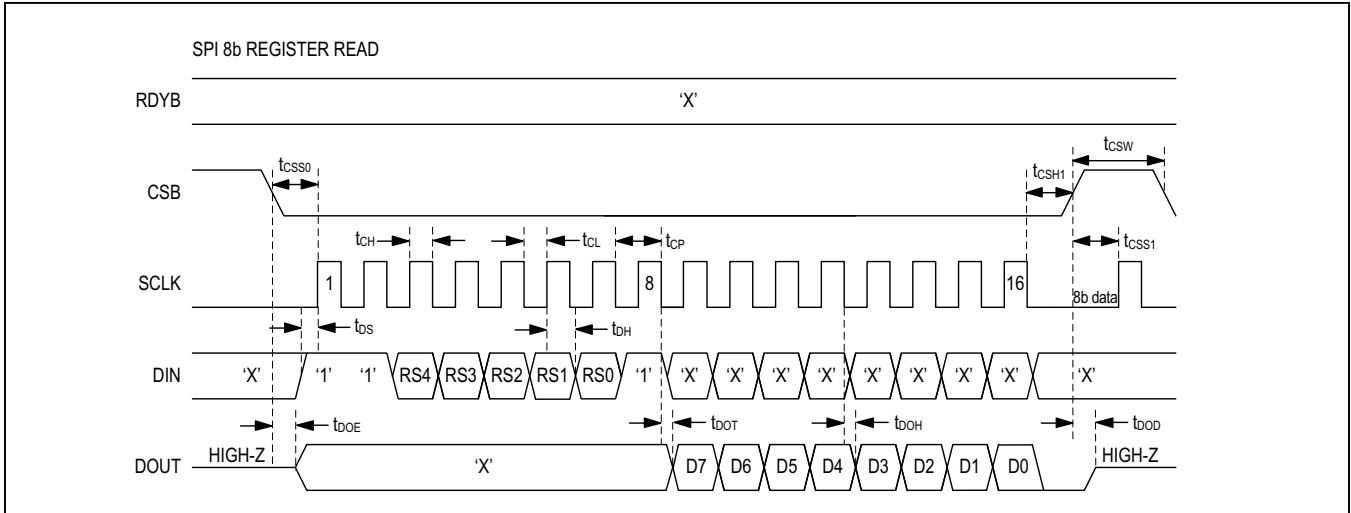 SPI 8b REGISTER READ
RDYB ‘X’
tCSS0 tCSW
CSB tCSH1
tCH tCL tCP tCSS1
SCLK 1 8 16 8b data
tDS tDH
DIN ‘X’ ‘1’ ‘1’ RS4 RS3 RS2 RS1 RS0 ‘1’ ‘X’ ‘X’ ‘X’ ‘X’ ‘X’ ‘X’ ‘X’ ‘X’ ‘X’
tDOE tDOT tDOH tDOD
DOUT HIGH-Z ‘X’ D7 D6 D5 D4 D3 D2 D1 D0 HIGH-Z